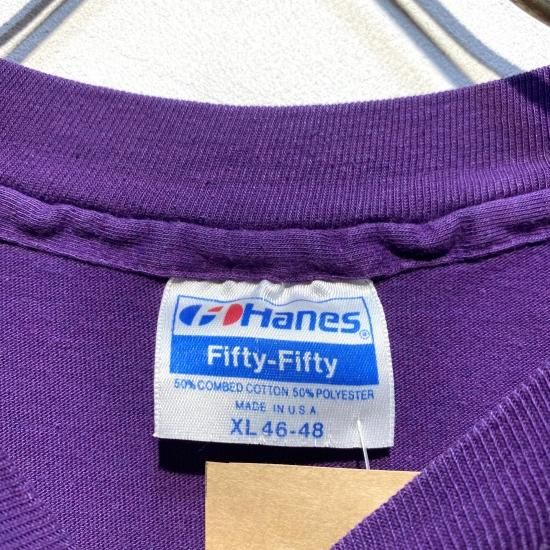 Hanes®
Fifty-Fifty
50% COMBED COTTON 50% POLYESTER
MADE IN U.S.A
XL 46-48